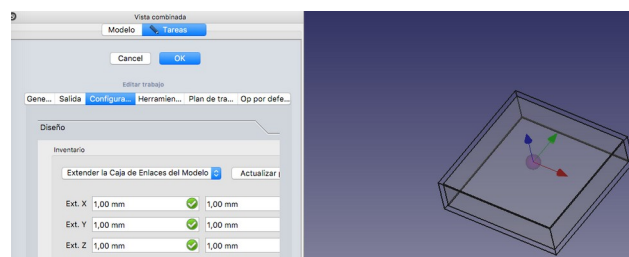 Vista combinada
Modelo Tareas
Cancel OK
Editar trabajo
Gene... Salida Configura... Herramien... Plan de tra... Op por defe...
Diseño
Inventario
Extender la Caja de Enlaces del Modelo Actualizar
Ext. X 1,00 mm 1,00 mm
Ext. Y 1,00 mm 1,00 mm
Ext. Z 1,00 mm 1,00 mm